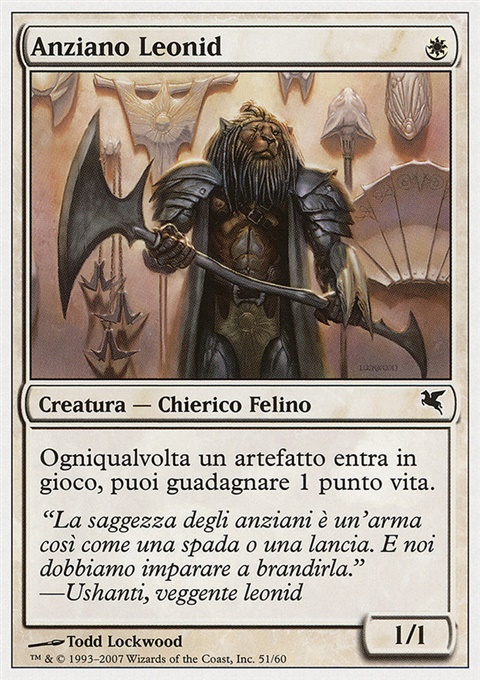 Anziano Leonid
LOCKWOOD
Creatura — Chierico Felino
Ogniqualvolta un artefatto entra in
gioco, puoi guadagnare 1 punto vita.
“La saggezza degli anziani è un’arma
così come una spada o una lancia. E noi
dobbiamo imparare a brandirla.”
—Ushanti, veggente leonid
Todd Lockwood
1/1
™ & © 1993–2007 Wizards of the Coast, Inc. 51/60